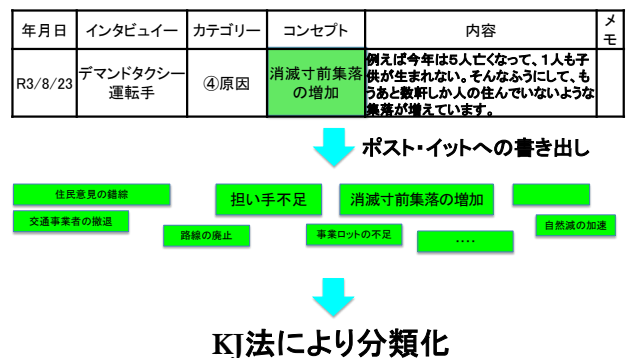 年月日 インタビュイー カテゴリー コンセプト 内容 メモ
R3/8/23 デマンドタクシー運転手 ④原因 消滅寸前集落の増加 例えば今年は5人亡くなって、1人も子
供が生まれない。そんなふうにして、も
うあと数軒しか人の住んでいないような
集落が増えています。
ポスト・イットへの書き出し
住民意見の錯綜 担い手不足 消滅寸前集落の増加
交通事業者の撤退 路線の廃止 事業ロットの不足 ‥‥ 自然減の加速
KJ法により分類化